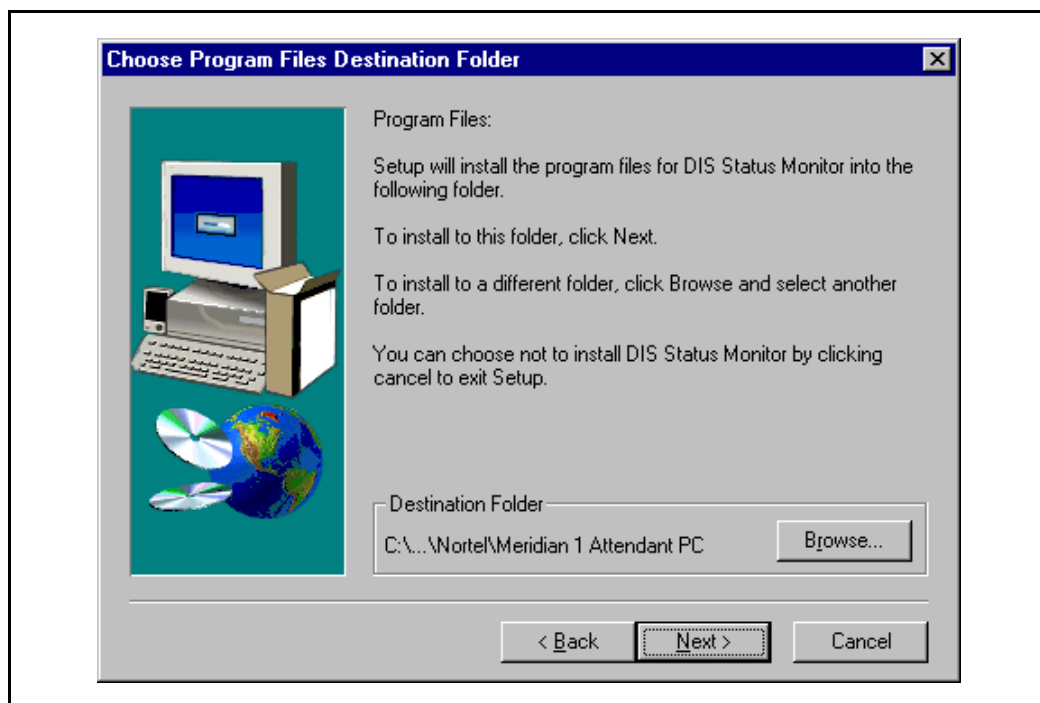 Choose Program Files Destination Folder
Program Files:
Setup will install the program files for DIS Status Monitor into the
following folder.
To install to this folder, click Next.
To install to a different folder, click Browse and select another
folder.
You can choose not to install DIS Status Monitor by clicking
cancel to exit Setup.
Destination Folder
C:\...\Nortel\Meridian 1 Attendant PC
Browse...
< Back
Next >
Cancel